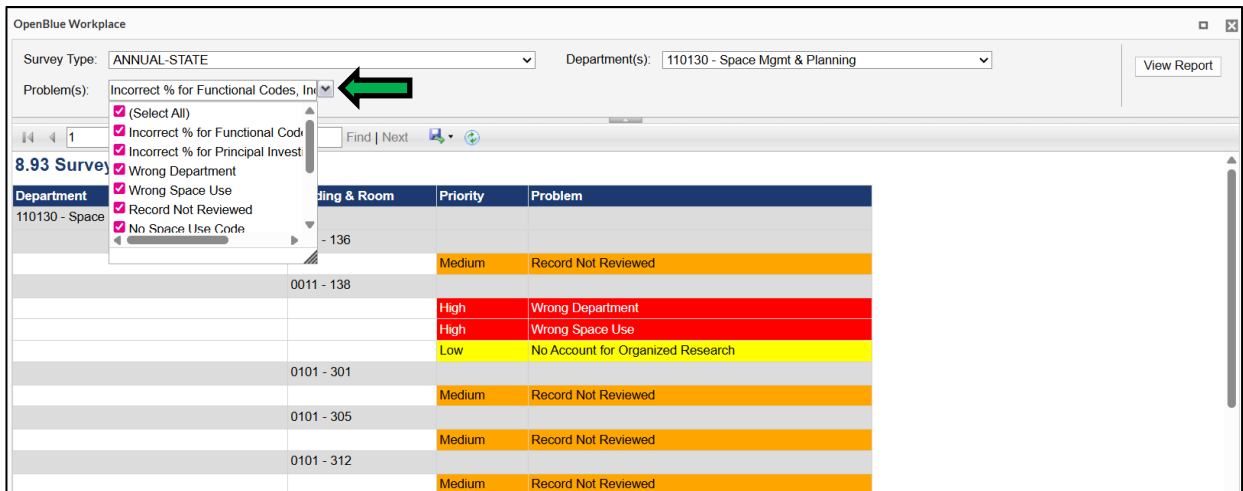 OpenBlue Workplace
Survey Type: ANNUAL-STATE Department(s): 110130 - Space Mgmt & Planning View Report
Problem(s): Incorrect % for Functional Codes, In
(Select All)
Incorrect % for Functional Code
Incorrect % for Principal Investi
Wrong Department
Wrong Space Use
Record Not Reviewed
No Space Use Code
1 Find | Next
8.93 Survey
Department ding & Room Priority Problem
110130 - Space
- 136
Medium Record Not Reviewed
0011 - 138
High Wrong Department
High Wrong Space Use
Low No Account for Organized Research
0101 - 301
Medium Record Not Reviewed
0101 - 305
Medium Record Not Reviewed
0101 - 312
Medium Record Not Reviewed